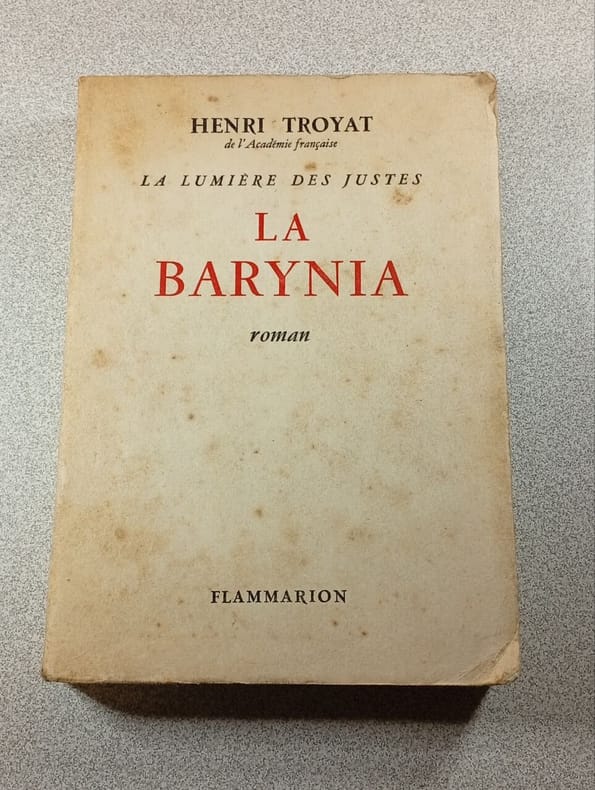 HENRI TROYAT
de l'Académie française
LA LUMIÈRE DES JUSTES
LA
BARYNIA
roman
FLAMMARION